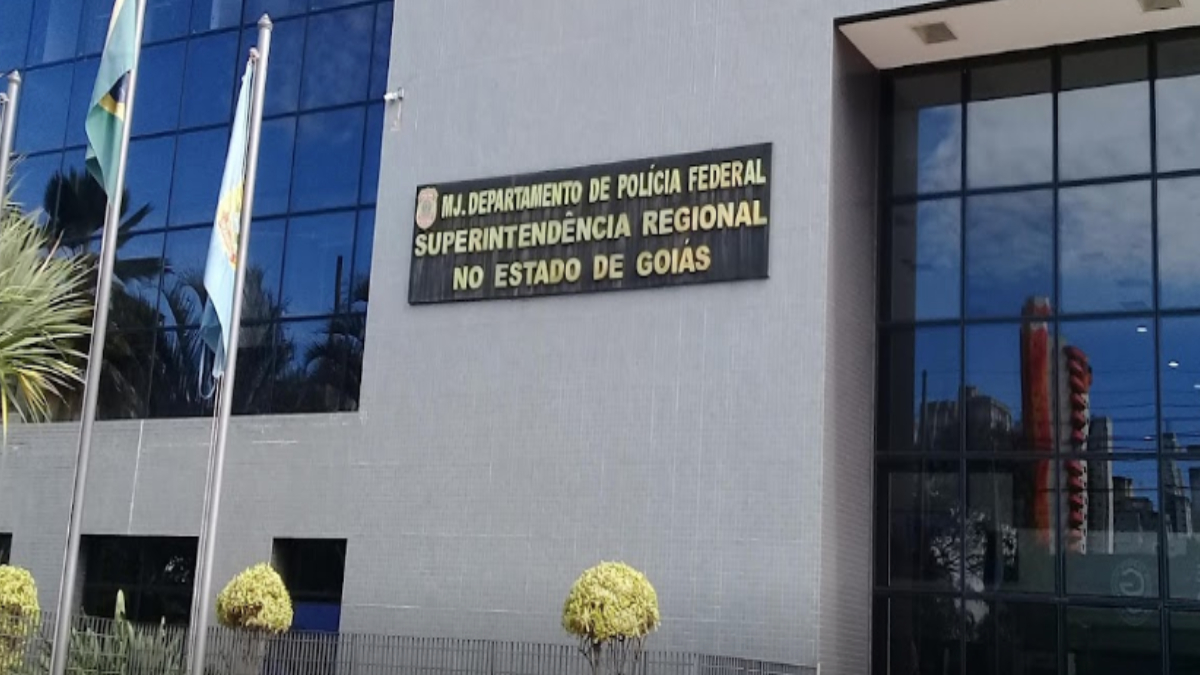 MJ. DEPARTAMENTO DE POLÍCIA FEDERAL
SUPERINTENDÊNCIA REGIONAL
NO ESTADO DE GOIÁS